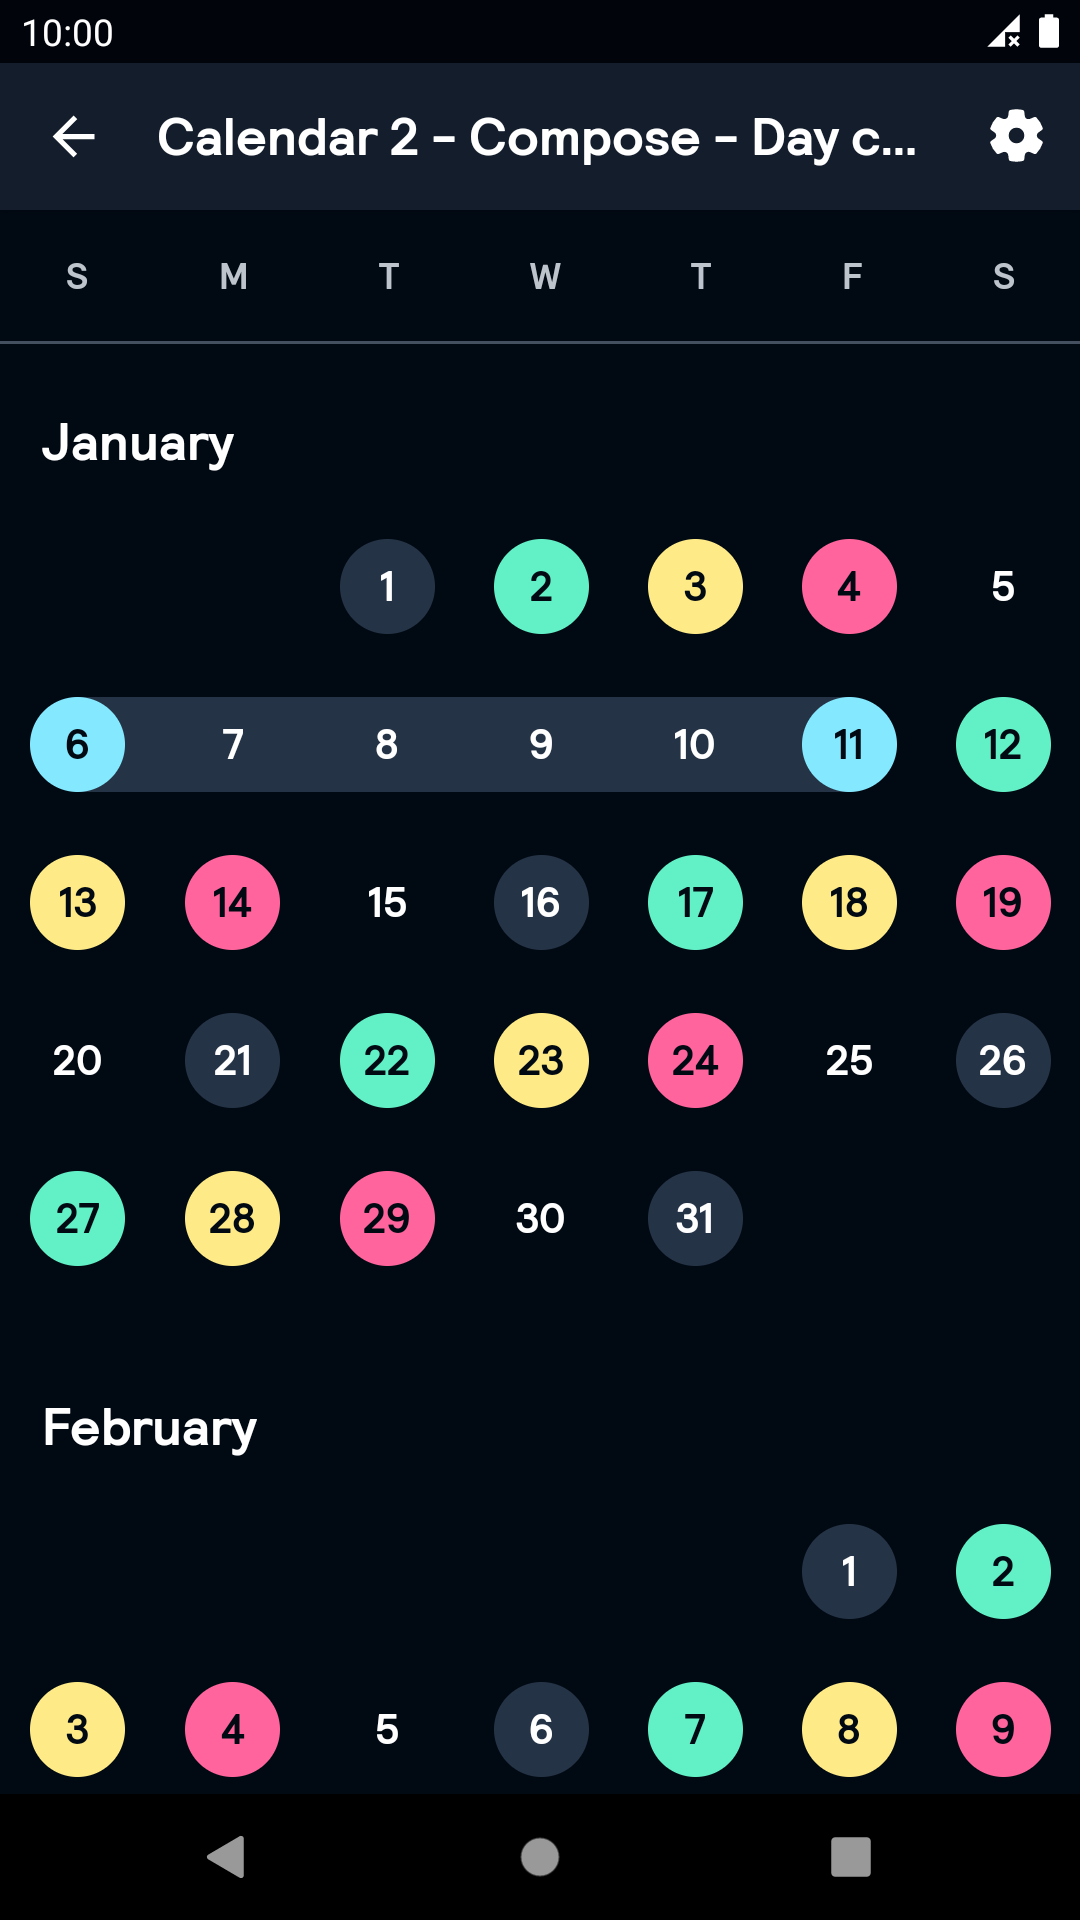 10:00
Calendar 2 - Compose - Day c...
S M T W T F S
January
1 2 3 4 5
6 7 8 9 10 11 12
13 14 15 16 17 18 19
20 21 22 23 24 25 26
27 28 29 30 31
February
1 2
3 4 5 6 7 8 9